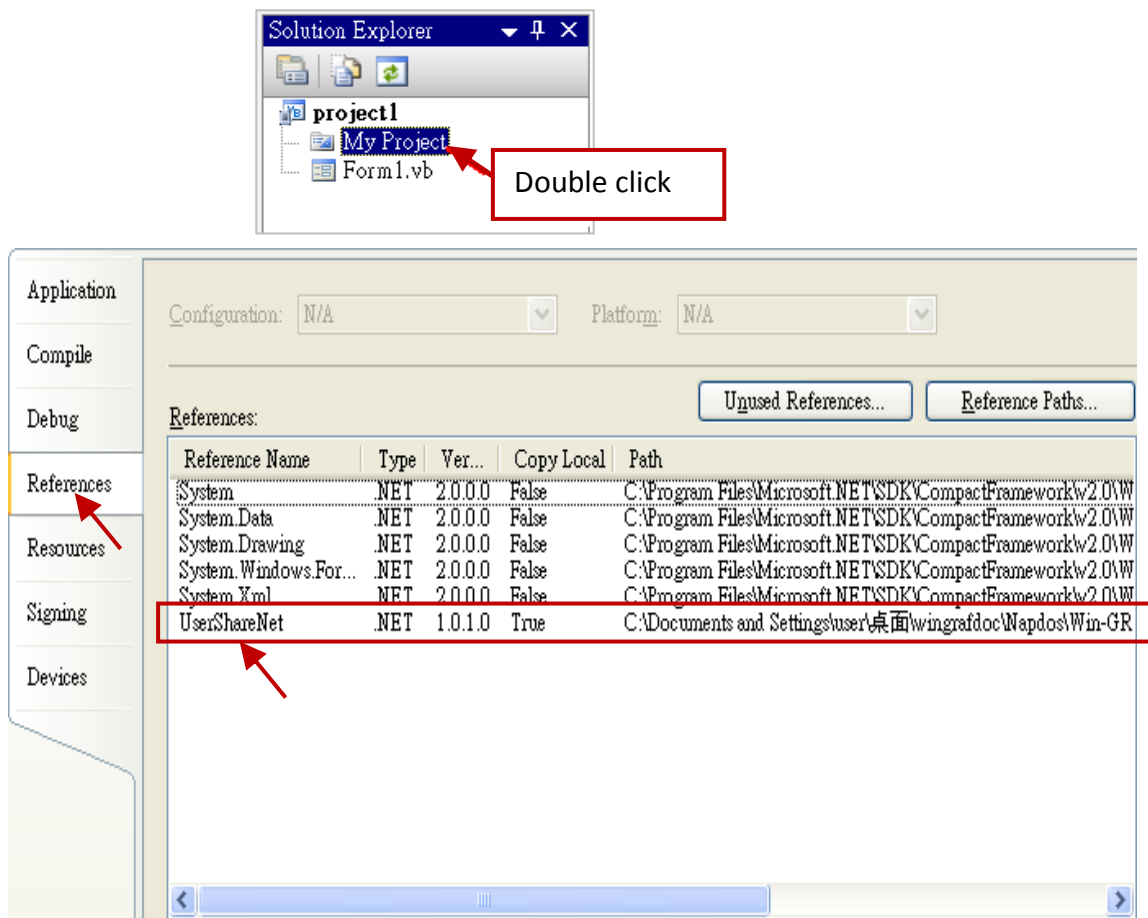 Solution Explorer
project1
My Project
Form1.vb
Double click
Application
Compile
Debug
References
Resources
Signing
Devices
Configuration: N/A Platform: N/A
Unused References... Reference Paths...
References:
Reference Name Type Ver... Copy Local Path
System .NET 2.0.0.0 False C:\Program Files\Microsoft.NET\SDK\CompactFramework\v2.0\W
System.Data .NET 2.0.0.0 False C:\Program Files\Microsoft.NET\SDK\CompactFramework\v2.0\W
System.Drawing .NET 2.0.0.0 False C:\Program Files\Microsoft.NET\SDK\CompactFramework\v2.0\W
System.Windows.For... .NET 2.0.0.0 False C:\Program Files\Microsoft.NET\SDK\CompactFramework\v2.0\W
System.Xml .NET 2.0.0.0 False C:\Program Files\Microsoft.NET\SDK\CompactFramework\v2.0\W
UserShareNet .NET 1.0.1.0 True C:\Documents and Settings\user\桌面\wingrafdoc\Napdos\Win-GR